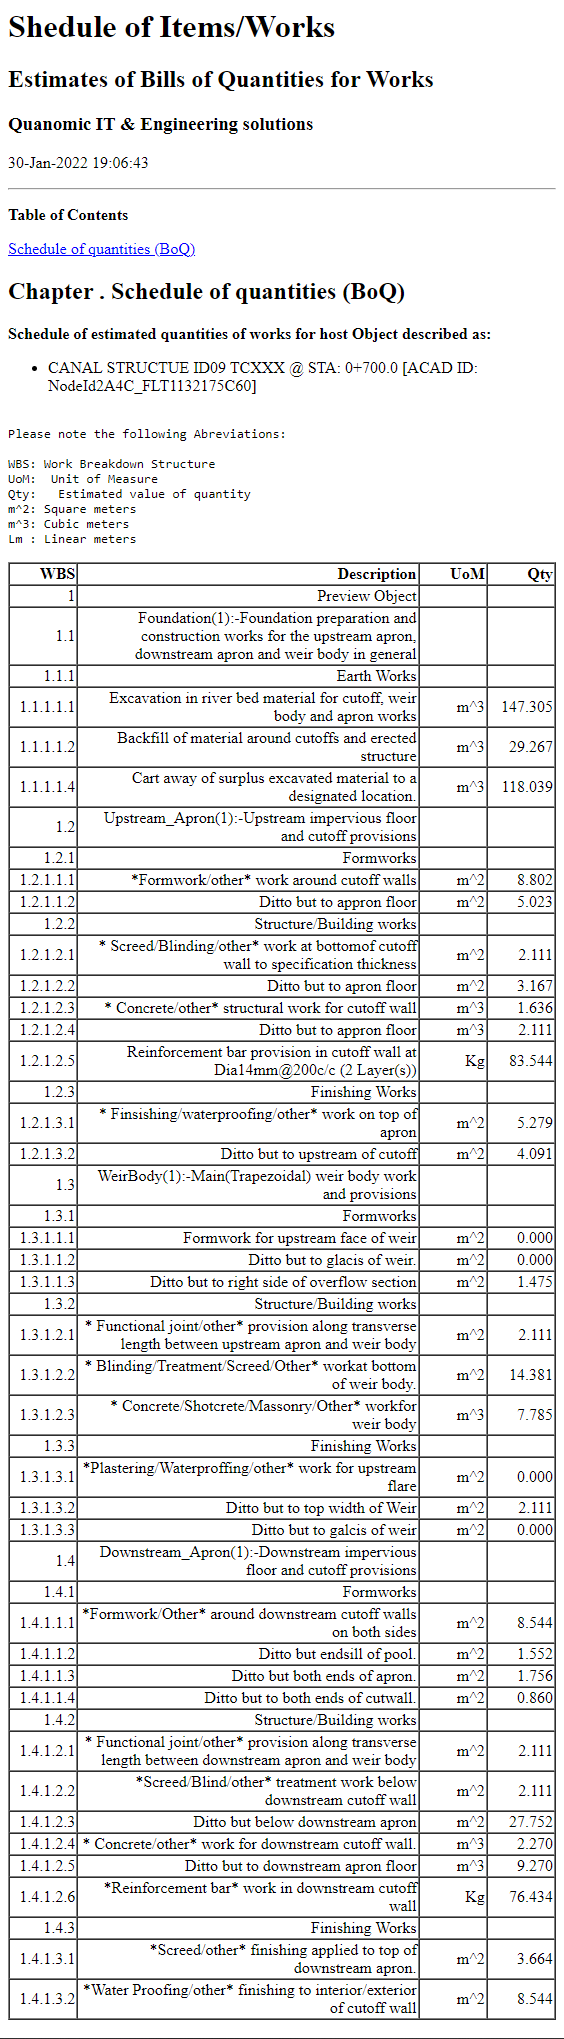 Shedule of Items/Works
Estimates of Bills of Quantities for Works
Quanomic IT & Engineering solutions
30-Jan-2022 19:06:43
Table of Contents
Schedule of quantities (BoQ)
Chapter . Schedule of quantities (BoQ)
Schedule of estimated quantities of works for host Object described as:
• CANAL STRUCTUE ID09 TCXXX @ STA: 0+700.0 [ACAD ID:
NodeId2A4C_FLT1132175C60]
Please note the following Abreviations:
WBS: Work Breakdown Structure
UoM:  Unit of Measure
Qty:   Estimated value of quantity
m^2: Square meters
m^3: Cubic meters
Lm : Linear meters
WBS Description UoM Qty
1 Preview Object
1.1 Foundation(1):-Foundation preparation and
construction works for the upstream apron,
downstream apron and weir body in general
1.1.1 Earth Works
1.1.1.1.1 Excavation in river bed material for cutoff, weir
body and apron works m^3 147.305
1.1.1.1.2 Backfill of material around cutoffs and erected
structure m^3 29.267
1.1.1.1.4 Cart away of surplus excavated material to a
designated location. m^3 118.039
1.2 Upstream_Apron(1):-Upstream impervious floor
and cutoff provisions
1.2.1 Formworks
1.2.1.1.1 *Formwork/other* work around cutoff walls m^2 8.802
1.2.1.1.2 Ditto but to appron floor m^2 5.023
1.2.2 Structure/Building works
1.2.1.2.1 * Screed/Blinding/other* work at bottomof cutoff
wall to specification thickness m^2 2.111
1.2.1.2.2 Ditto but to apron floor m^2 3.167
1.2.1.2.3 * Concrete/other* structural work for cutoff wall m^3 1.636
1.2.1.2.4 Ditto but to appron floor m^3 2.111
1.2.1.2.5 Reinforcement bar provision in cutoff wall at
Dia14mm@200c/c (2 Layer(s)) Kg 83.544
1.2.3 Finishing Works
1.2.1.3.1 * Finsishing/waterproofing/other* work on top of
apron m^2 5.279
1.2.1.3.2 Ditto but to upstream of cutoff m^2 4.091
1.3 WeirBody(1):-Main(Trapezoidal) weir body work
and provisions
1.3.1 Formworks
1.3.1.1.1 Formwork for upstream face of weir m^2 0.000
1.3.1.1.2 Ditto but to glacis of weir. m^2 0.000
1.3.1.1.3 Ditto but to right side of overflow section m^2 1.475
1.3.2 Structure/Building works
1.3.1.2.1 * Functional joint/other* provision along transverse
length between upstream apron and weir body m^2 2.111
1.3.1.2.2 * Blinding/Treatment/Screed/Other* workat bottom
of weir body. m^2 14.381
1.3.1.2.3 * Concrete/Shotcrete/Massonry/Other* workfor
weir body m^3 7.785
1.3.3 Finishing Works
1.3.1.3.1 *Plastering/Waterproffing/other* work for upstream
flare m^2 0.000
1.3.1.3.2 Ditto but to top width of Weir m^2 2.111
1.3.1.3.3 Ditto but to galcis of weir m^2 0.000
1.4 Downstream_Apron(1):-Downstream impervious
floor and cutoff provisions
1.4.1 Formworks
1.4.1.1.1 *Formwork/Other* around downstream cutoff walls
on both sides m^2 8.544
1.4.1.1.2 Ditto but endsill of pool. m^2 1.552
1.4.1.1.3 Ditto but both ends of apron. m^2 1.756
1.4.1.1.4 Ditto but to both ends of cutwall. m^2 0.860
1.4.2 Structure/Building works
1.4.1.2.1 * Functional joint/other* provision along transverse
length between downstream apron and weir body m^2 2.111
1.4.1.2.2 *Screed/Blind/other* treatment work below
downstream cutoff wall m^2 2.111
1.4.1.2.3 Ditto but below downstream apron m^2 27.752
1.4.1.2.4 * Concrete/other* work for downstream cutoff wall. m^3 2.270
1.4.1.2.5 Ditto but to downstream apron floor m^3 9.270
1.4.1.2.6 *Reinforcement bar* work in downstream cutoff
wall Kg 76.434
1.4.3 Finishing Works
1.4.1.3.1 *Screed/other* finishing applied to top of
downstream apron. m^2 3.664
1.4.1.3.2 *Water Proofing/other* finishing to interior/exterior
of cutoff wall m^2 8.544